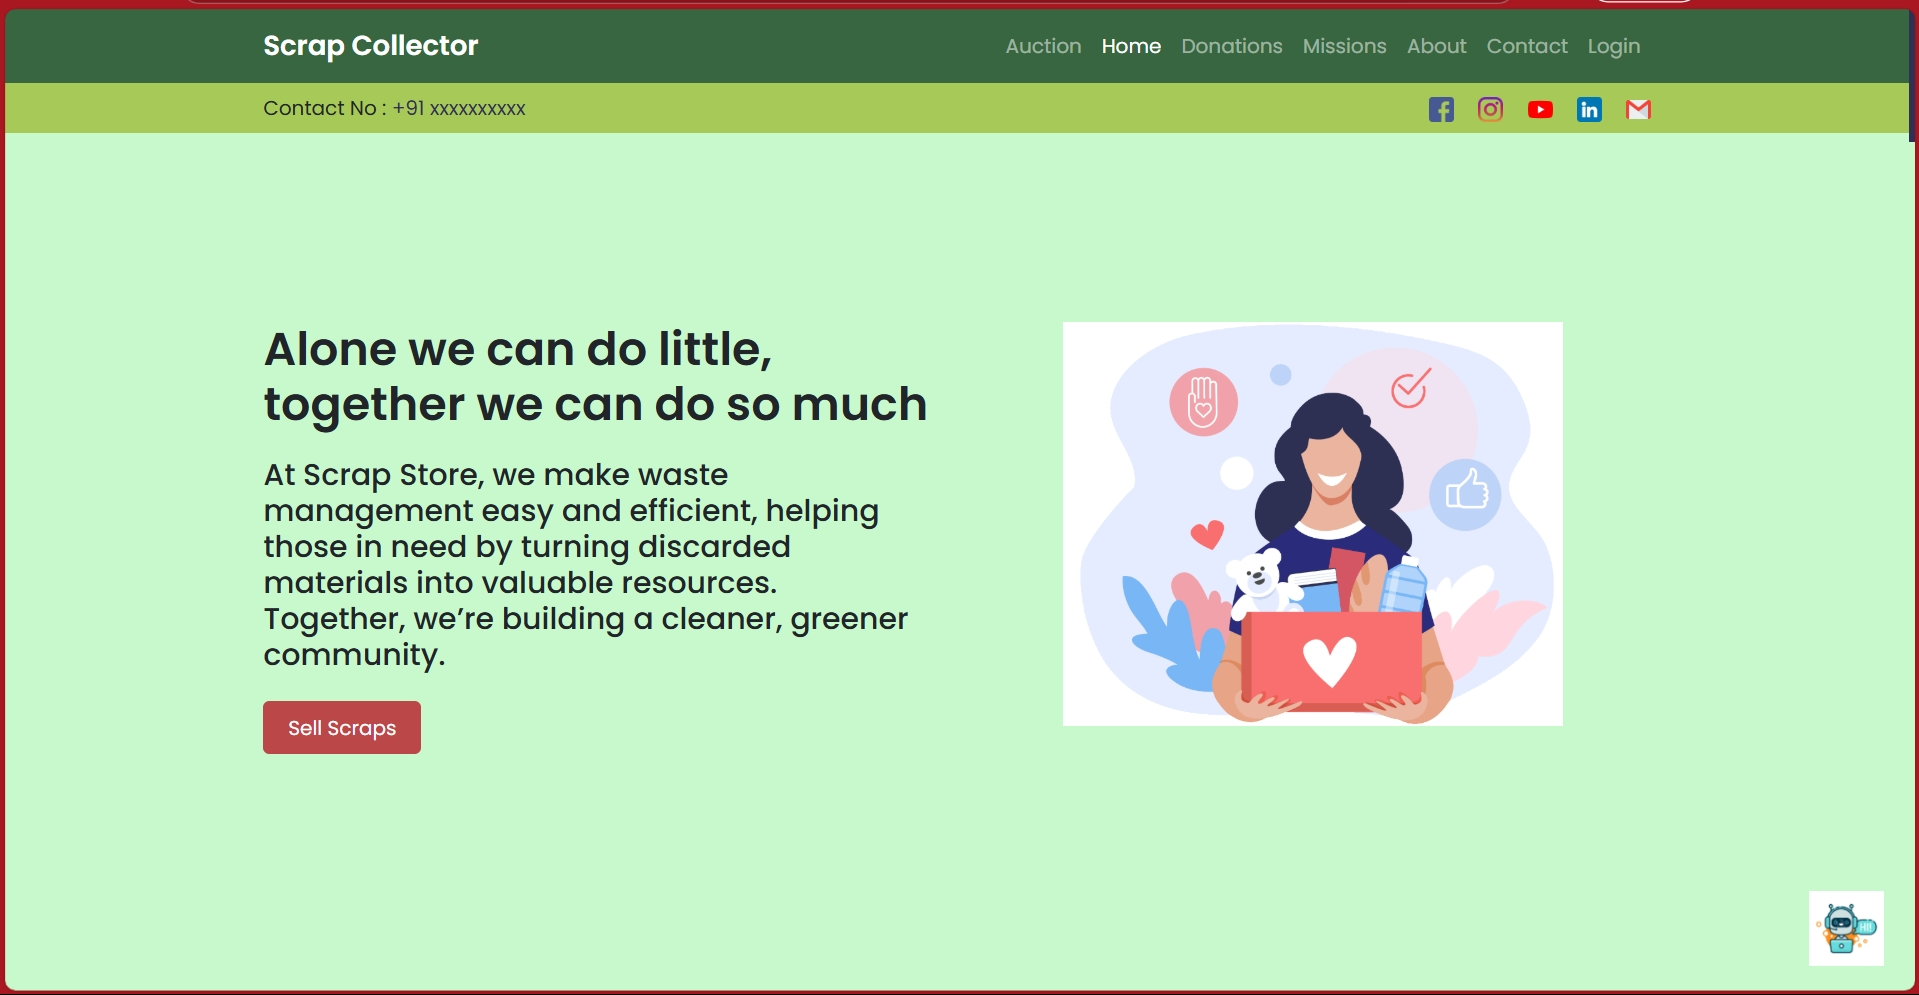 Scrap Collector
Auction Home Donations Missions About Contact Login
Contact No : +91 xxxxxxxxxx
Alone we can do little,
together we can do so much
At Scrap Store, we make waste
management easy and efficient, helping
those in need by turning discarded
materials into valuable resources.
Together, we’re building a cleaner, greener
community.
Sell Scraps
Hi!